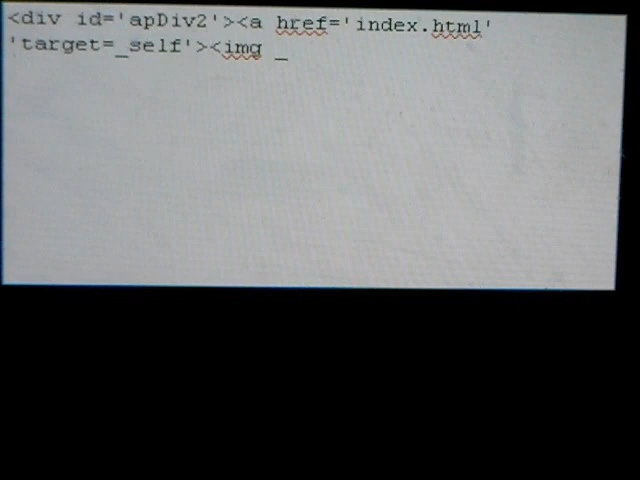 <div id='apDiv2'><a href='index.html'
'target=_self'><img _